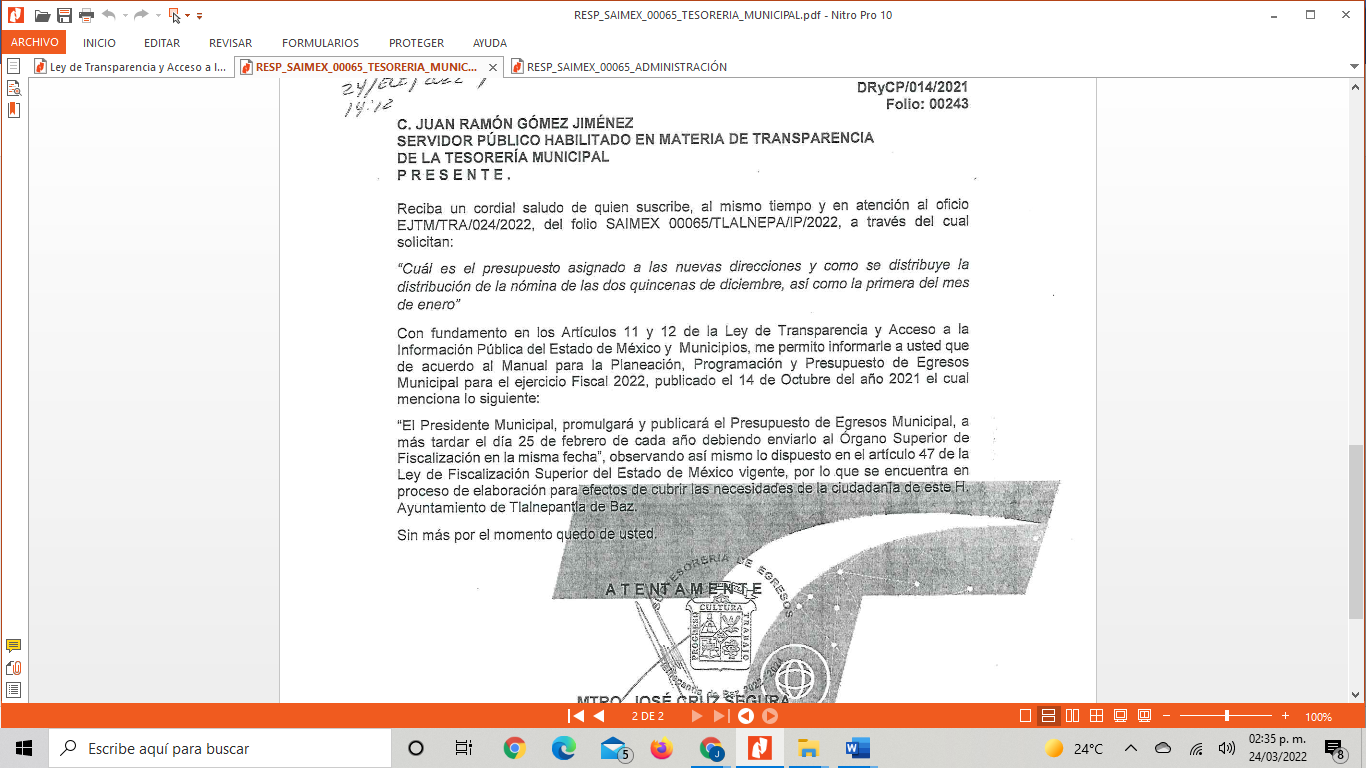 RESP_SAIMEX_00065_TESORERIA_MUNICIPAL.pdf - Nitro Pro 10
ARCHIVO INICIO EDITAR REVISAR FORMULARIOS PROTEGER AYUDA
Ley de Transparencia y Acceso a l... RESP_SAIMEX_00065_TESORERIA_MUNIC... RESP_SAIMEX_00065_ADMINISTRACIÓN
14:12
DRyCP/014/2021
Folio: 00243
C. JUAN RAMÓN GÓMEZ JIMÉNEZ
SERVIDOR PÚBLICO HABILITADO EN MATERIA DE TRANSPARENCIA
DE LA TESORERÍA MUNICIPAL
P R E S E N T E .
Reciba un cordial saludo de quien suscribe, al mismo tiempo y en atención al oficio
EJTM/TRA/024/2022, del folio SAIMEX 00065/TLALNEPA/IP/2022, a través del cual
solicitan:
“Cuál es el presupuesto asignado a las nuevas direcciones y como se distribuye la
distribución de la nómina de las dos quincenas de diciembre, así como la primera del mes
de enero”
Con fundamento en los Artículos 11 y 12 de la Ley de Transparencia y Acceso a la
Información Pública del Estado de México y Municipios, me permito informarle a usted que
de acuerdo al Manual para la Planeación, Programación y Presupuesto de Egresos
Municipal para el ejercicio Fiscal 2022, publicado el 14 de Octubre del año 2021 el cual
menciona lo siguiente:
“El Presidente Municipal, promulgará y publicará el Presupuesto de Egresos Municipal, a
más tardar el día 25 de febrero de cada año debiendo enviarlo al Órgano Superior de
Fiscalización en la misma fecha”, observando así mismo lo dispuesto en el artículo 47 de la
Ley de Fiscalización Superior del Estado de México vigente, por lo que se encuentra en
proceso de elaboración para efectos de cubrir las necesidades de la ciudadanía de este H.
Ayuntamiento de Tlalnepantla de Baz.
Sin más por el momento quedo de usted.
A T E N T A M E N T E
TESORERIA DE EGRESOS
CULTURA
PROGRESO
TRABAJO
de Baz
MTRO. JOSÉ CRUZ SEGURA
2 DE 2
100%
Escribe aquí para buscar
5
J
24°C
02:35 p. m.
24/03/2022
8